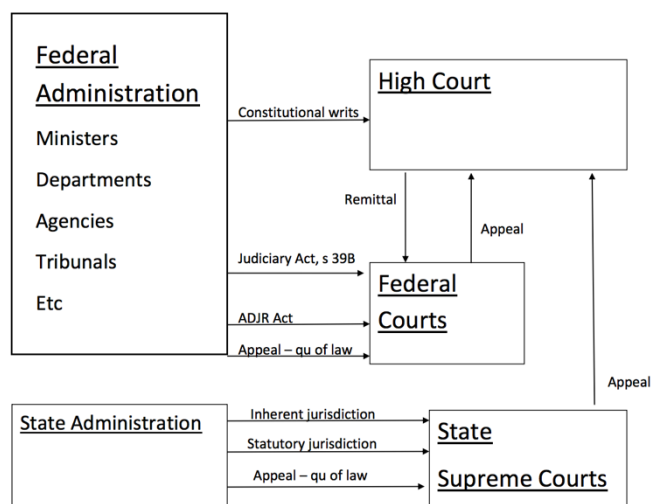 Federal
Administration
Ministers
Departments
Agencies
Tribunals
Etc
Constitutional writs
High Court
Remittal
Appeal
Judiciary Act, s 39B
ADJR Act
Appeal – qu of law
Federal
Courts
Appeal
State Administration
Inherent jurisdiction
Statutory jurisdiction
Appeal – qu of law
State
Supreme Courts